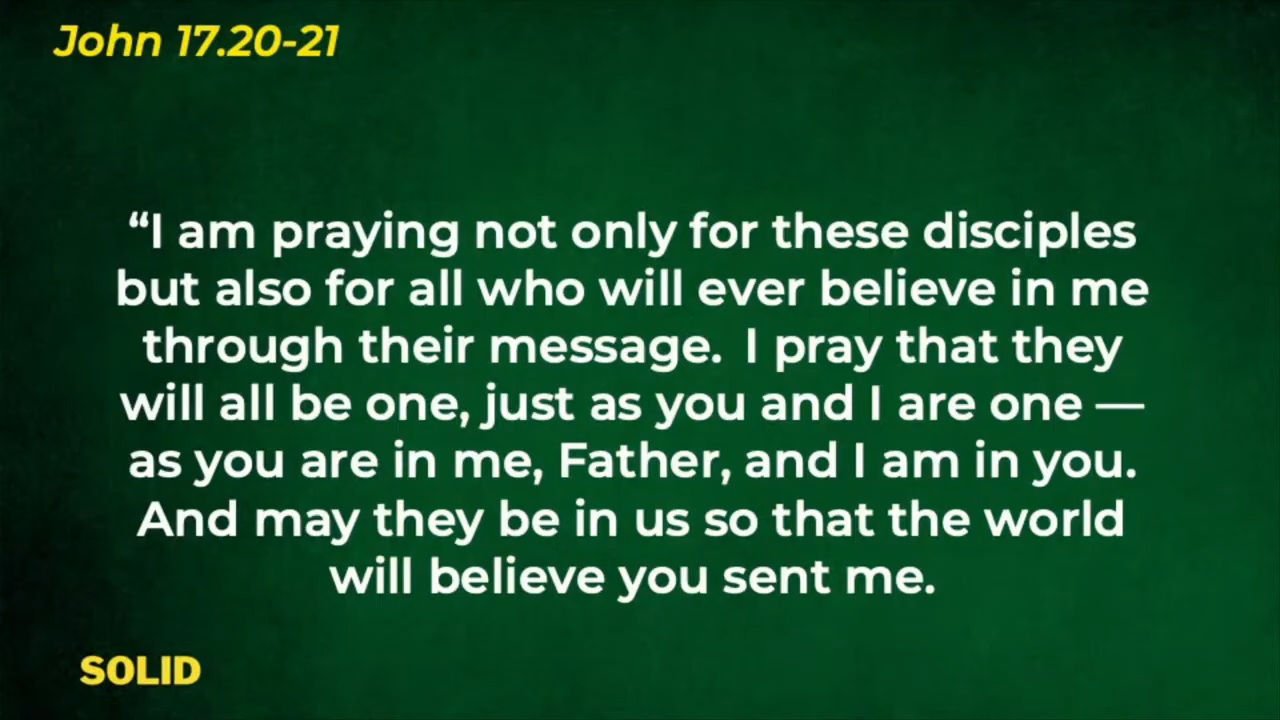 John 17.20-21
“I am praying not only for these disciples
but also for all who will ever believe in me
through their message.  I pray that they
will all be one, just as you and I are one —
as you are in me, Father, and I am in you.
And may they be in us so that the world
will believe you sent me.
SOLID